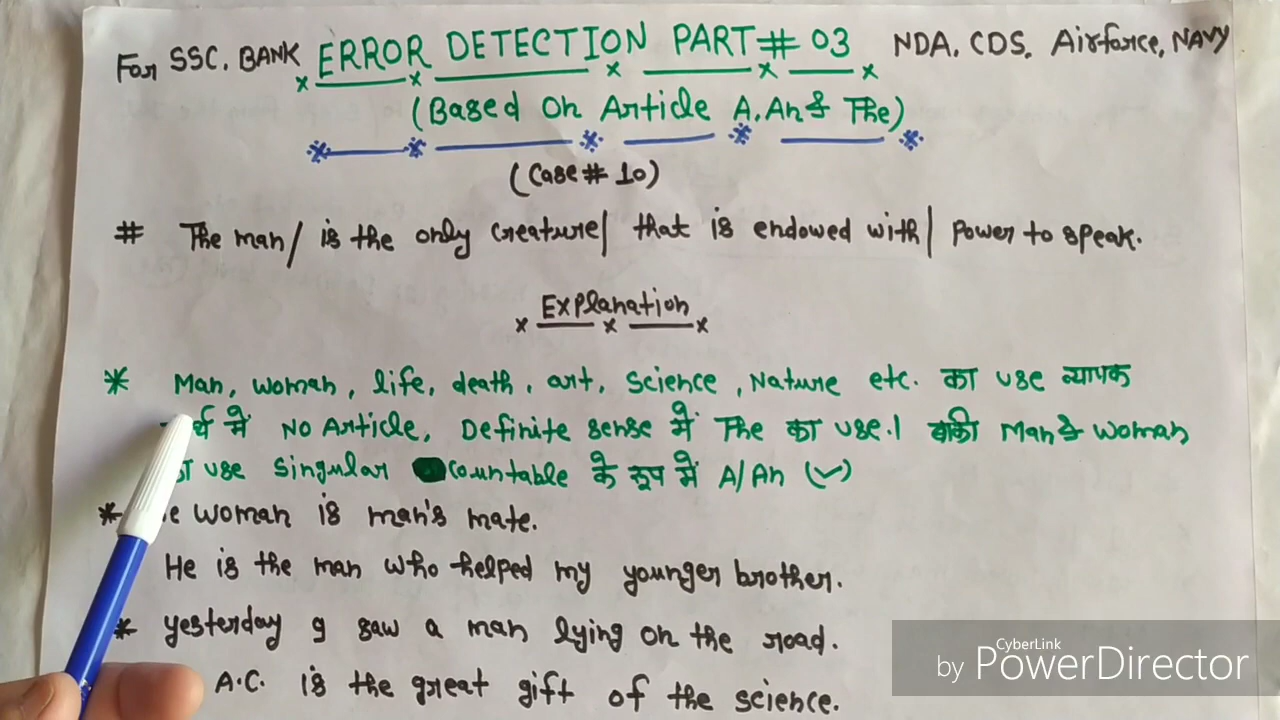 For SSC, BANK ERROR DETECTION PART # 03 NDA, CDS, Airforce, NAVY
(Based On Article A, An & The)
(Case # 10)
# The man/ is the only creature/ that is endowed with/ Power to speak.
Explanation
* Man, woman, life, death, art, science, Nature etc. का use व्यापक
में No Article, Definite sense में The का use.। Man & woman
use singular countable के रूप में A/An (✓)
* woman is man's mate.
He is the man who helped my younger brother.
* yesterday I saw a man lying on the road.
A.C. is the great gift of the science.
CyberLink
by PowerDirector